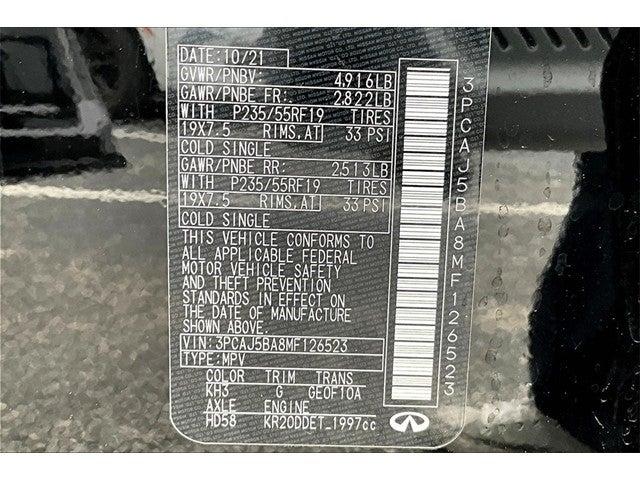 DATE: 10/21
GVWR/PNBV: 4,916LB
GAWR/PNBE FR: 2,822LB
WITH P235/55RF19 TIRES
19X7.5 RIMS,AT 33 PSI
COLD SINGLE
GAWR/PNBE RR: 2,513LB
WITH P235/55RF19 TIRES
19X7.5 RIMS,AT 33 PSI
COLD SINGLE
THIS VEHICLE CONFORMS TO
ALL APPLICABLE FEDERAL
MOTOR VEHICLE SAFETY
AND THEFT PREVENTION
STANDARDS IN EFFECT ON
THE DATE OF MANUFACTURE
SHOWN ABOVE.
VIN: 3PCAJ5BA8MF126523
TYPE: MPV
COLOR TRIM TRANS
KH3 G GE0F10A
AXLE ENGINE
HD58 KR20DDET_1997cc
3PCAJ5BA8MF126523